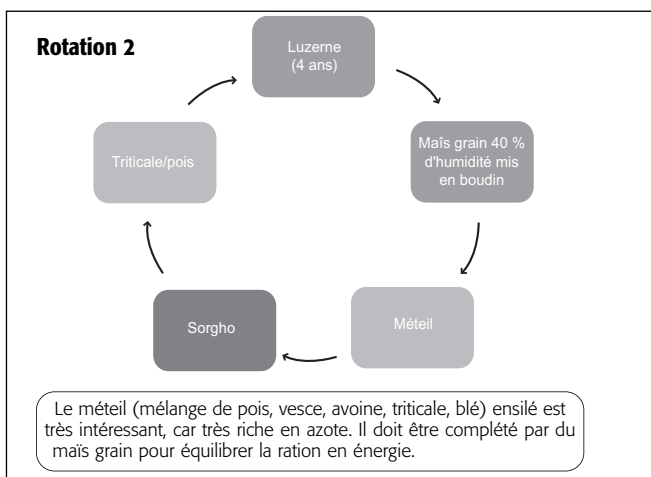 Rotation 2
Luzerne
(4 ans)
Maîs grain 40 %
d'humidité mis
en boudin
Triticale/pois
Sorgho
Méteil
Le méteil (mélange de pois, vesce, avoine, triticale, blé) ensilé est
très intéressant, car très riche en azote. Il doit être complété par du
maïs grain pour équilibrer la ration en énergie.